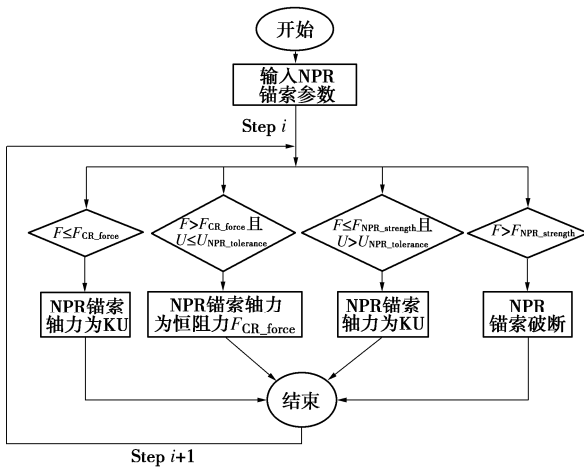 开始
输入NPR
锚索参数
Step i
F≤F_CR_force
F>F_CR_force且
U≤U_NPR_tolerance
F≤F_NPR_strength且
U>U_NPR_tolerance
F>F_NPR_strength
NPR锚索
轴力为KU
NPR锚索轴力
为恒阻力F_CR_force
NPR锚索
轴力为KU
NPR
锚索破断
结束
Step i+1